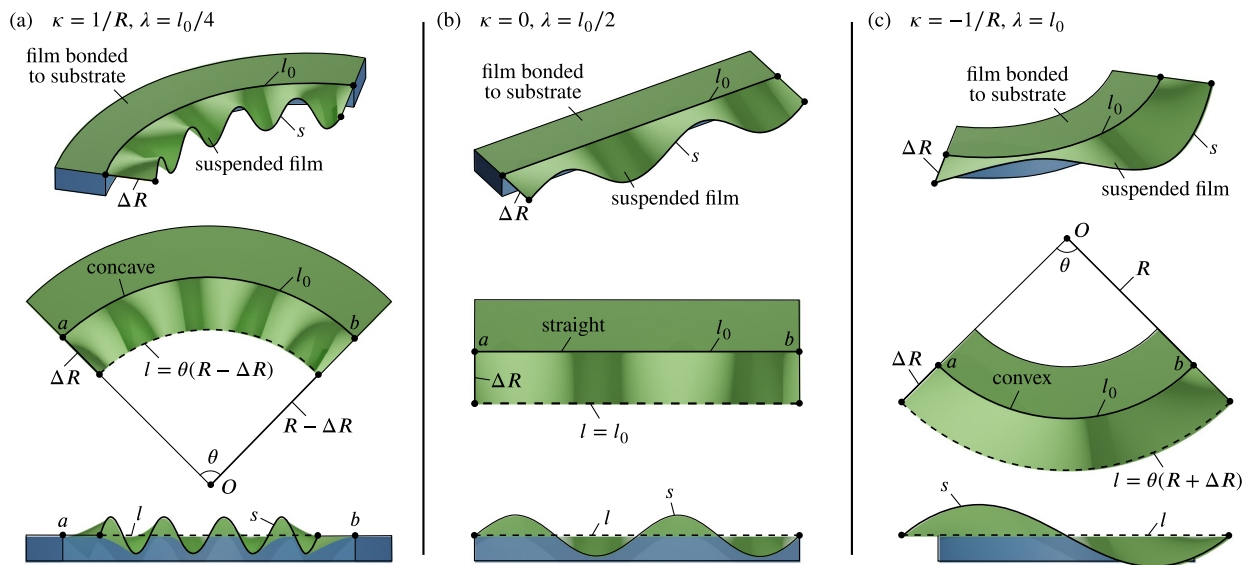 (a) κ = 1/R, λ = l₀/4
film bonded
to substrate
l₀
s
suspended film
ΔR
concave
l₀
a
b
ΔR
l = θ(R − ΔR)
R − ΔR
θ
O
a
l
s
b
(b) κ = 0, λ = l₀/2
film bonded
to substrate
l₀
s
ΔR
suspended film
straight
l₀
a
b
ΔR
l = l₀
s
l
(c) κ = −1/R, λ = l₀
film bonded
to substrate
l₀
ΔR
s
suspended film
O
θ
R
ΔR
a
b
convex
l₀
l = θ(R + ΔR)
s
l